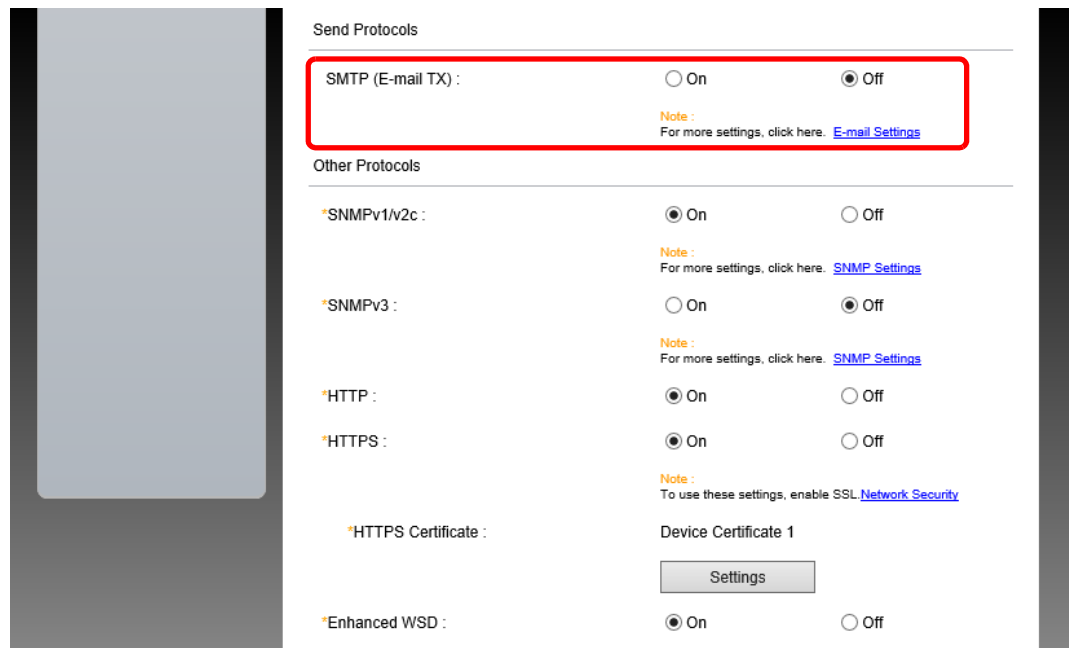 Send Protocols
SMTP (E-mail TX) : On Off
Note :
For more settings, click here. E-mail Settings
Other Protocols
*SNMPv1/v2c : On Off
Note :
For more settings, click here. SNMP Settings
*SNMPv3 : On Off
Note :
For more settings, click here. SNMP Settings
*HTTP : On Off
*HTTPS : On Off
Note :
To use these settings, enable SSL.Network Security
*HTTPS Certificate : Device Certificate 1
Settings
*Enhanced WSD : On Off